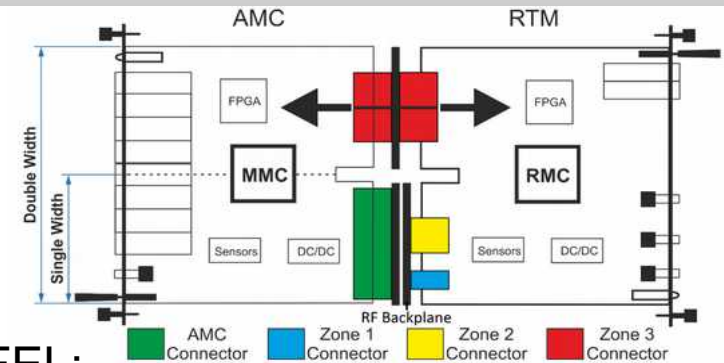 AMC
RTM
FPGA
FPGA
Double Width
Single Width
MMC
RMC
Sensors
DC/DC
Sensors
DC/DC
RF Backplane
AMC
Connector
Zone 1
Connector
Zone 2
Connector
Zone 3
Connector